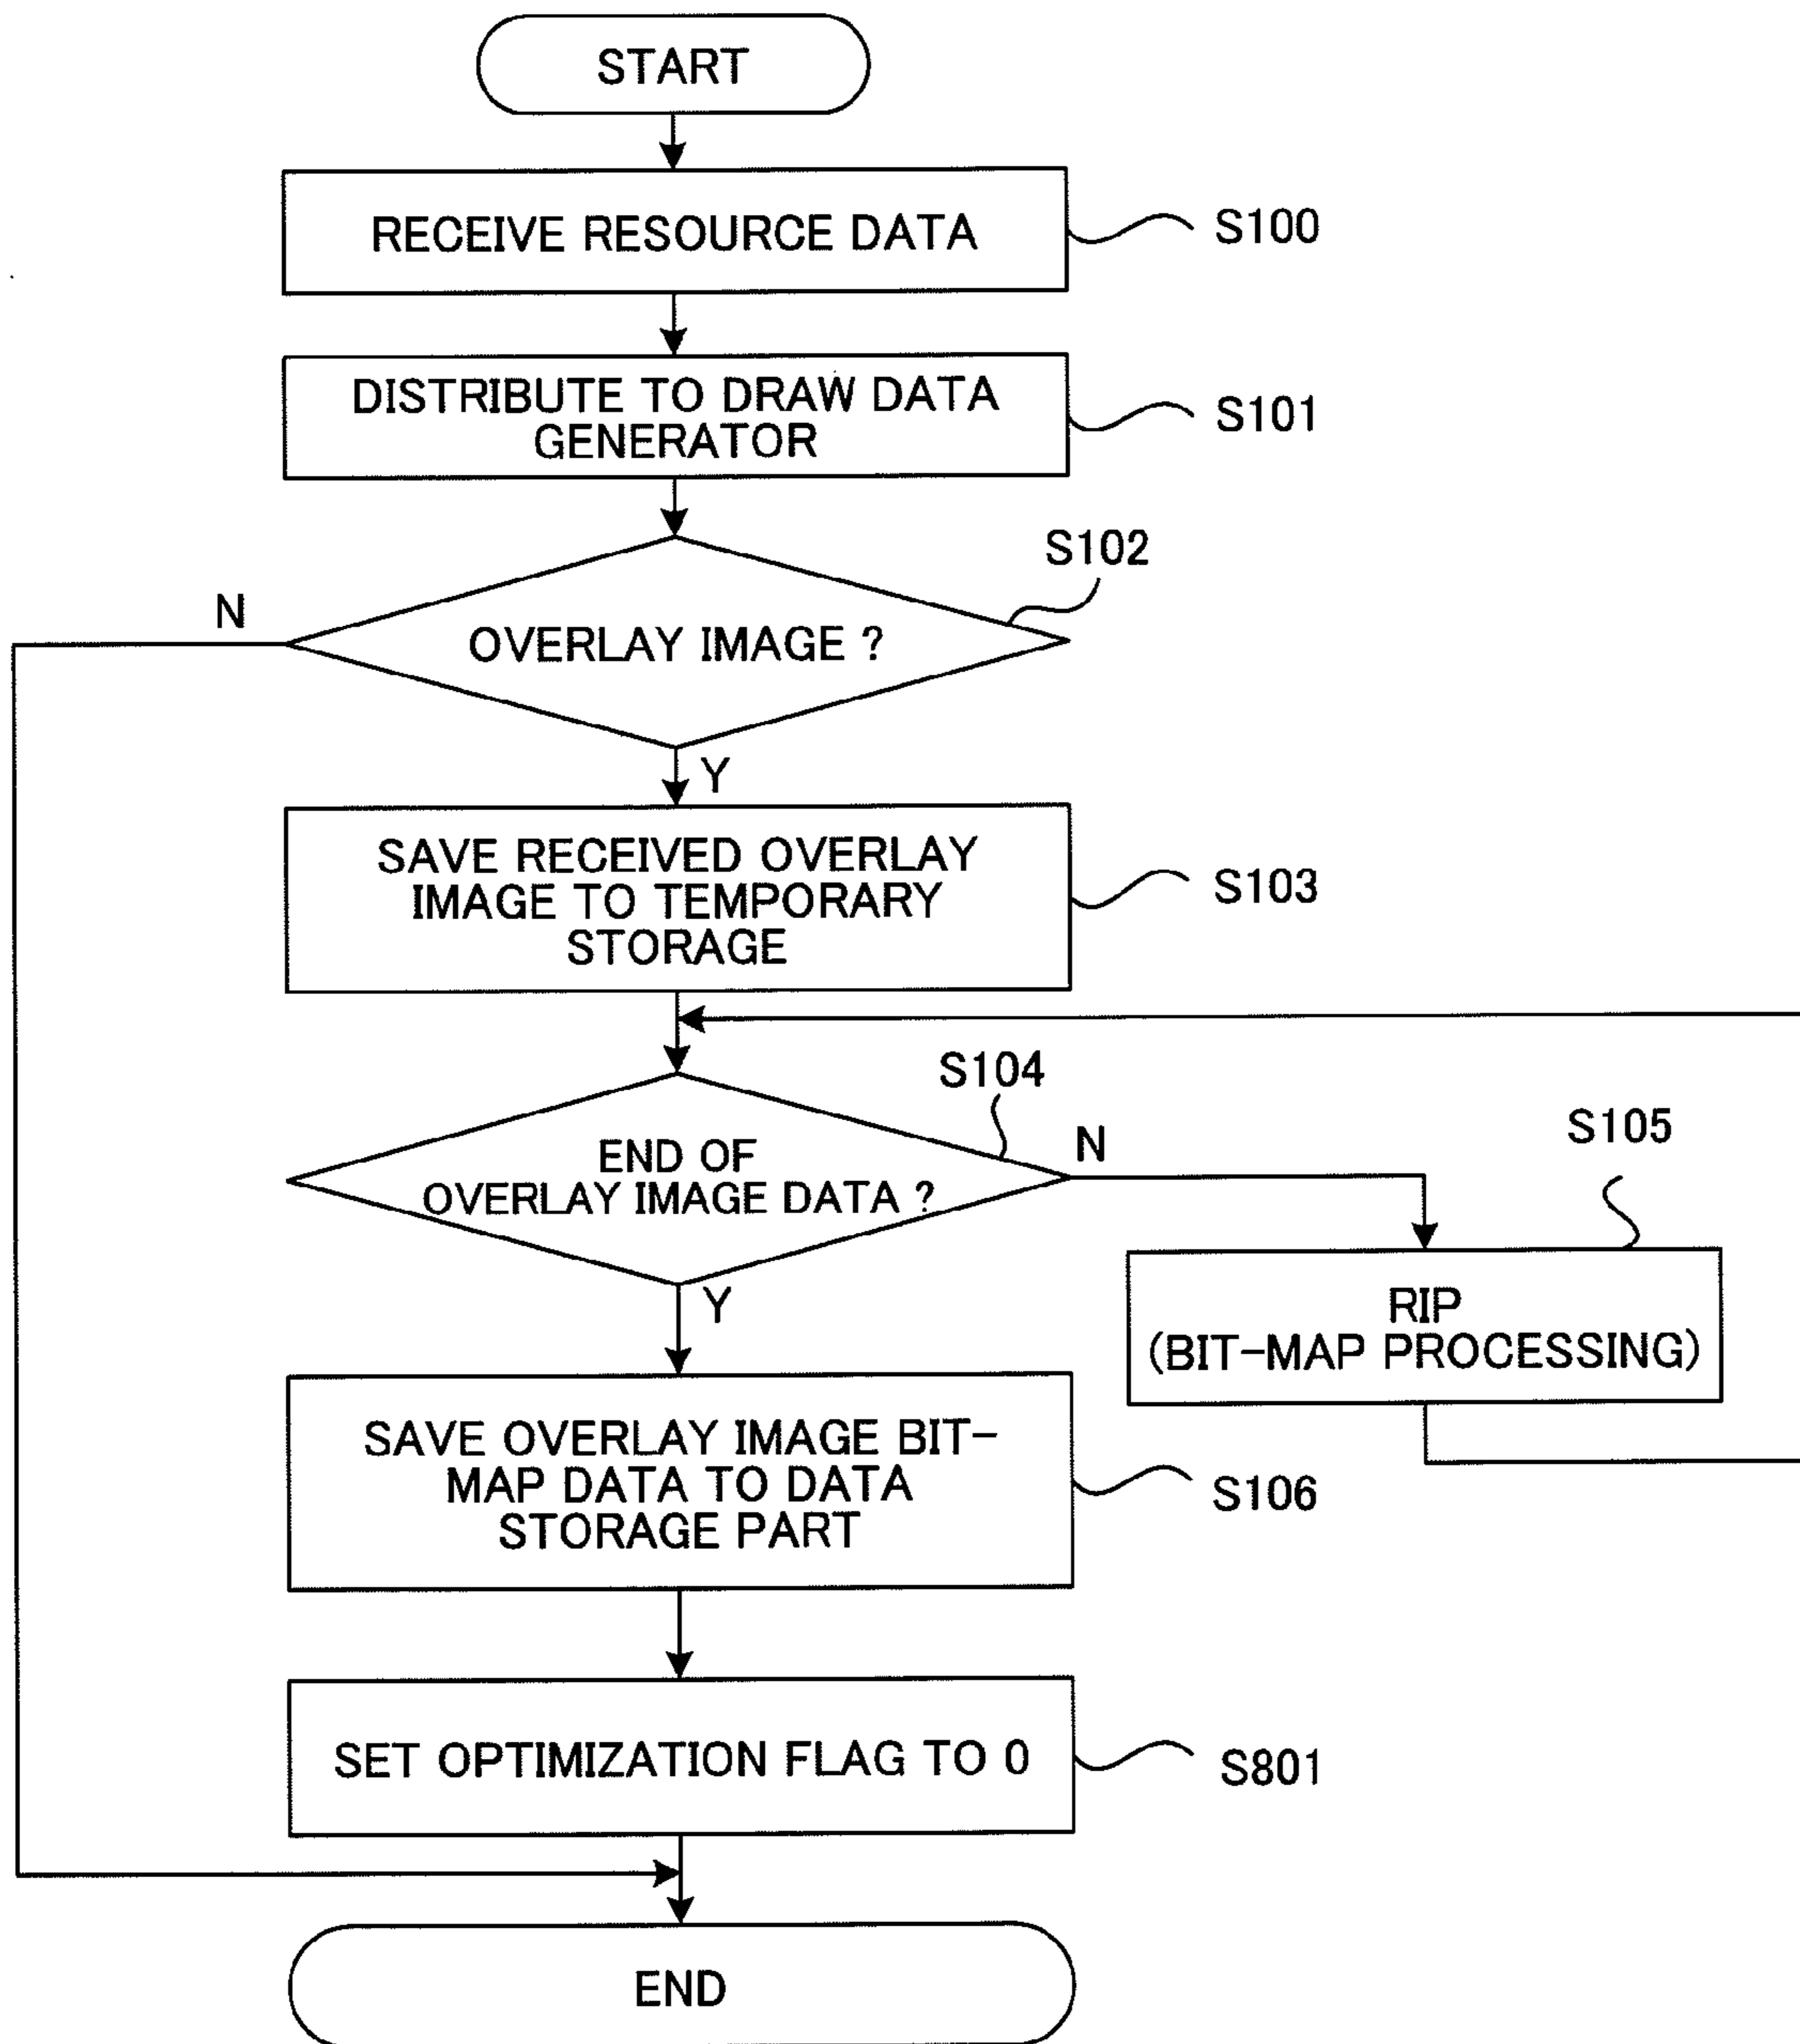 START
RECEIVE RESOURCE DATA
S100
DISTRIBUTE TO DRAW DATA
GENERATOR
S101
S102
N
OVERLAY IMAGE ?
Y
SAVE RECEIVED OVERLAY
IMAGE TO TEMPORARY
STORAGE
S103
S104
END OF
OVERLAY IMAGE DATA ?
N
S105
RIP
(BIT-MAP PROCESSING)
Y
SAVE OVERLAY IMAGE BIT-
MAP DATA TO DATA
STORAGE PART
S106
SET OPTIMIZATION FLAG TO 0
S801
END